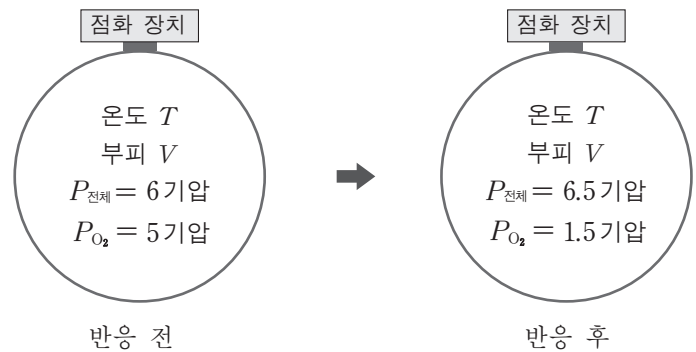 점화 장치
온도 T
부피 V
P전체 = 6기압
P_O₂ = 5기압
반응 전
점화 장치
온도 T
부피 V
P전체 = 6.5기압
P_O₂ = 1.5기압
반응 후